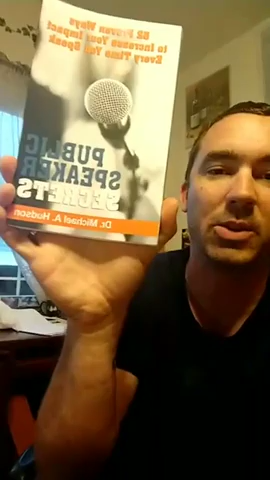 52 Proven Ways
to Increase Your Impact
Every Time You Speak
PUBLIC
SPEAKER
SECRETS
Dr. Michael A. Hudson